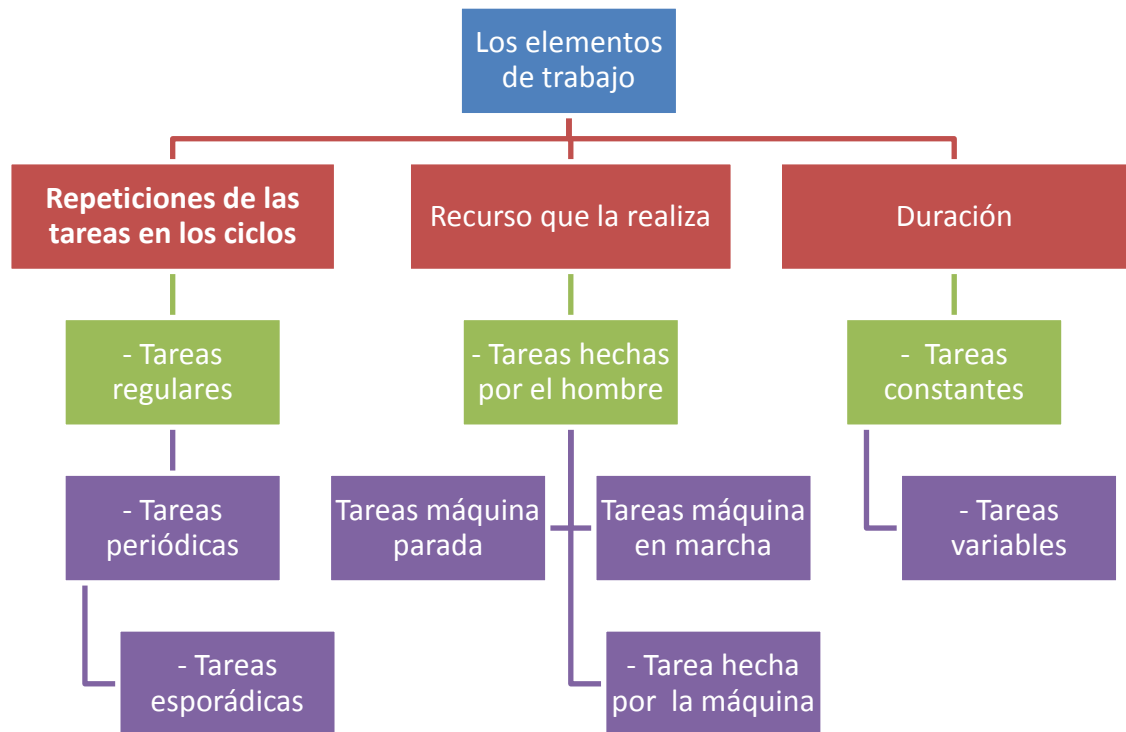 Los elementos
de trabajo
Repeticiones de las
tareas en los ciclos
Recurso que la realiza
Duración
- Tareas
regulares
- Tareas hechas
por el hombre
- Tareas
constantes
- Tareas
periódicas
Tareas máquina
parada
Tareas máquina
en marcha
- Tareas
variables
- Tareas
esporádicas
- Tarea hecha
por la máquina